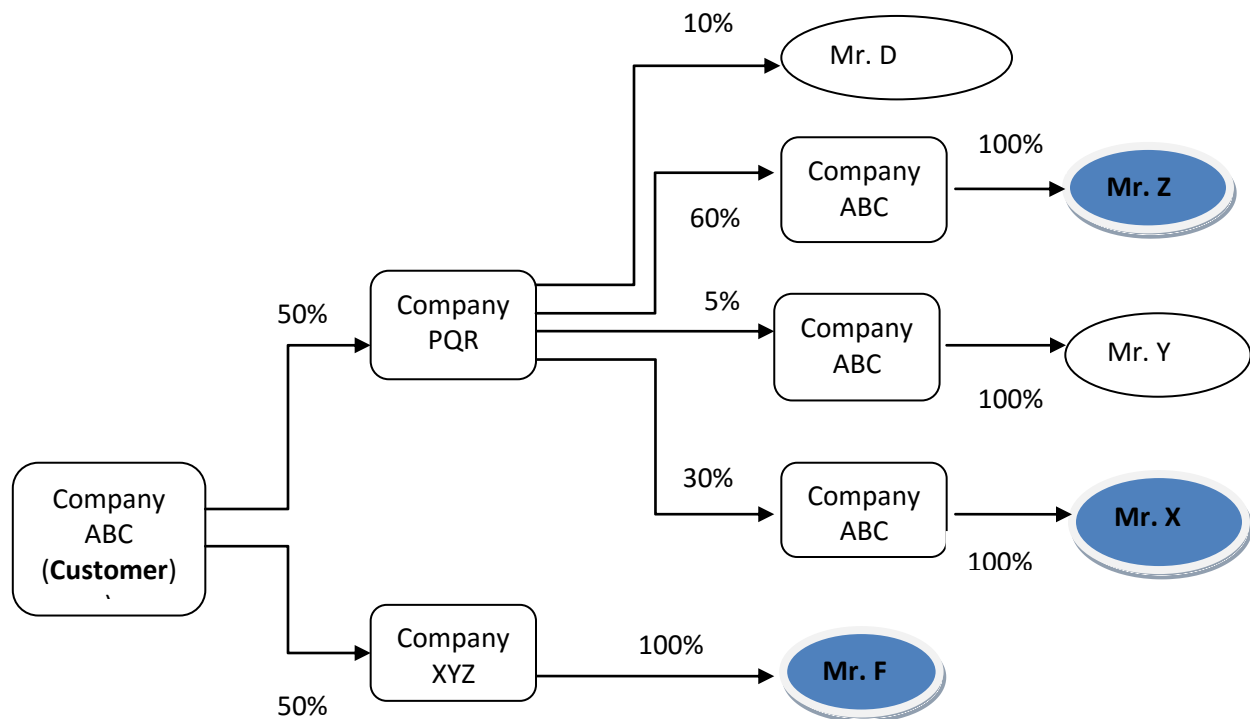 10%
Mr. D
Company
ABC
100%
Mr. Z
60%
Company
PQR
50%
5%
Company
ABC
Mr. Y
100%
Company
ABC
(Customer)
30%
Company
ABC
Mr. X
100%
Company
XYZ
100%
Mr. F
50%